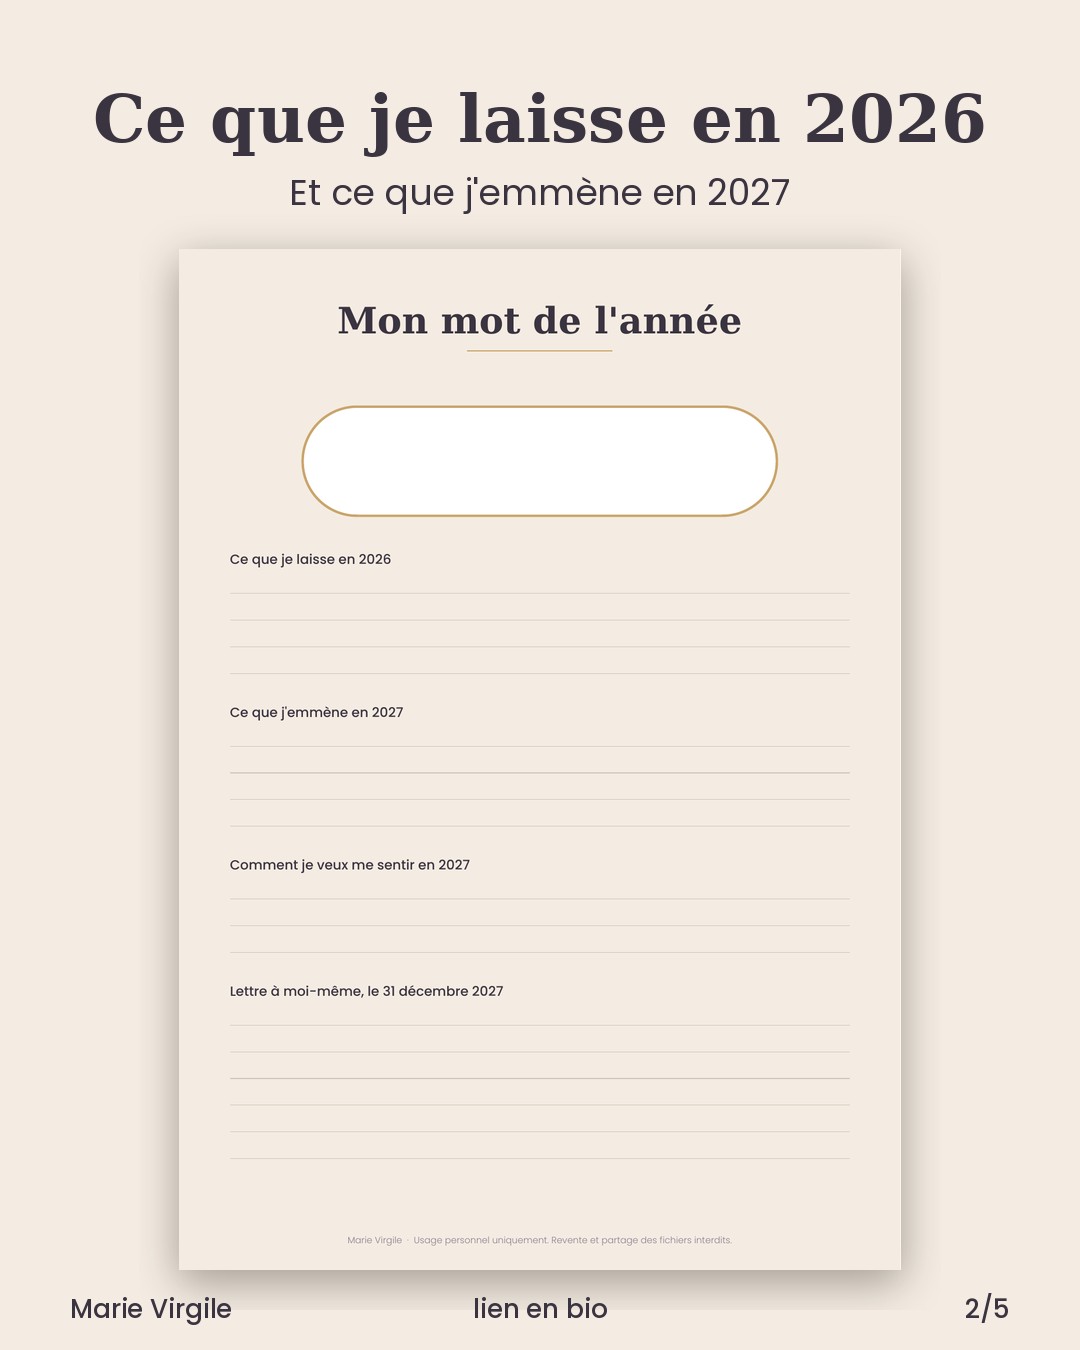 Ce que je laisse en 2026
Et ce que j'emmène en 2027
Mon mot de l'année
Ce que je laisse en 2026
Ce que j'emmène en 2027
Comment je veux me sentir en 2027
Lettre à moi-même, le 31 décembre 2027
Marie Virgile · Usage personnel uniquement. Revente et partage des fichiers interdits.
Marie Virgile lien en bio 2/5